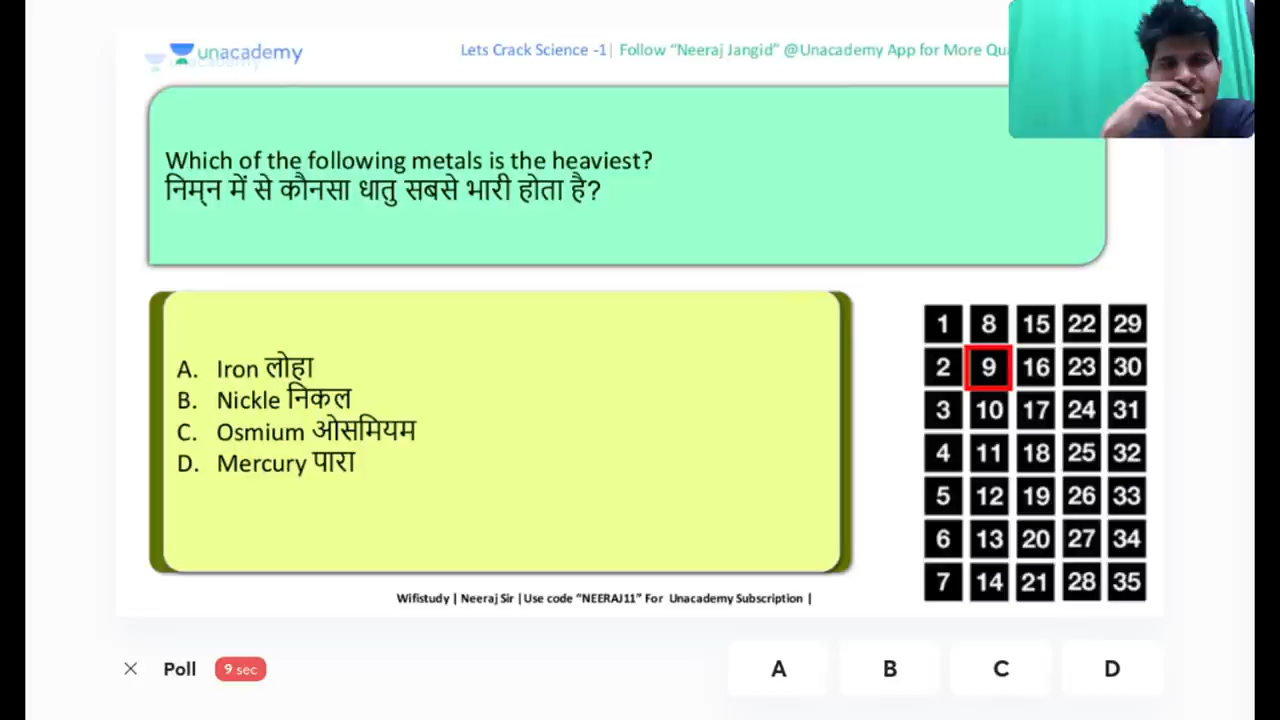 unacademy
Lets Crack Science -1| Follow “Neeraj Jangid” @Unacademy App for More
Which of the following metals is the heaviest?
निम्न में से कौनसा धातु सबसे भारी होता है?
A. Iron लोहा
B. Nickle निकल
C. Osmium ओसमियम
D. Mercury पारा
1 8 15 22 29
2 9 16 23 30
3 10 17 24 31
4 11 18 25 32
5 12 19 26 33
6 13 20 27 34
7 14 21 28 35
Wifistudy | Neeraj Sir | Use code “NEERAJ11” For Unacademy Subscription |
Poll 9 sec A B C D